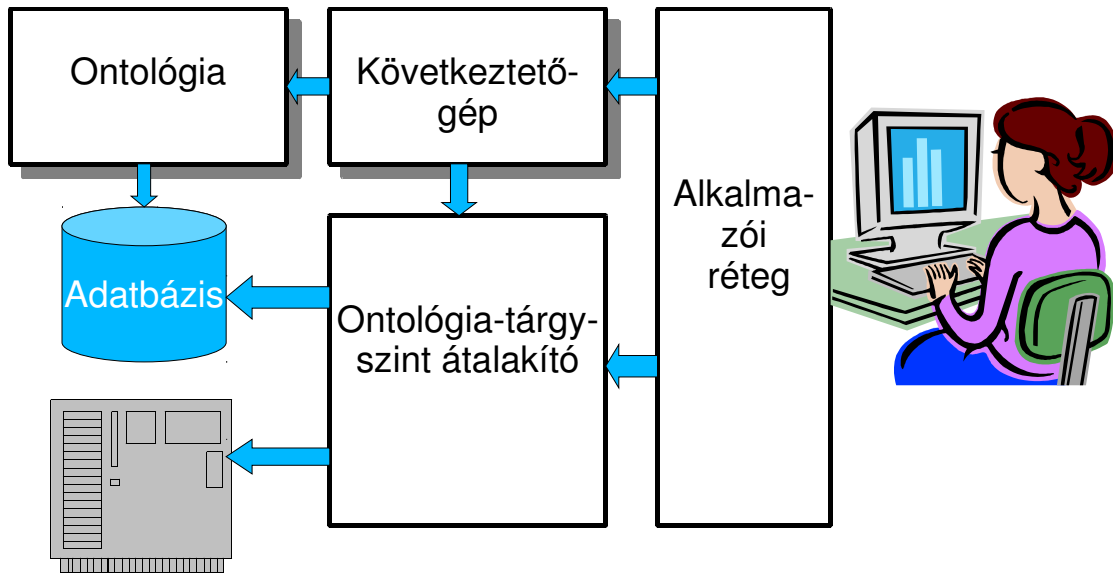 Ontológia
Következtető-
gép
Alkalma-
zói
réteg
Adatbázis
Ontológia-tárgy-
szint átalakító